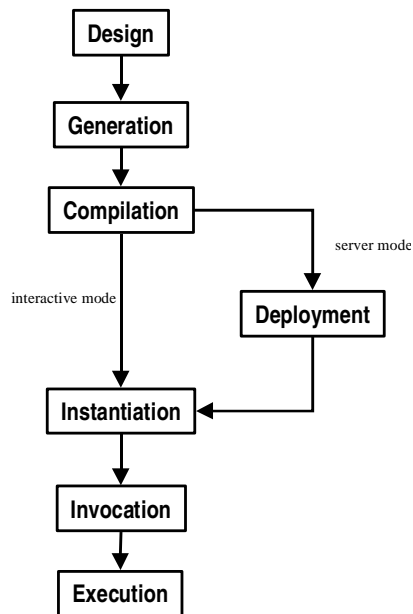 Design
Generation
Compilation
server mode
interactive mode
Deployment
Instantiation
Invocation
Execution